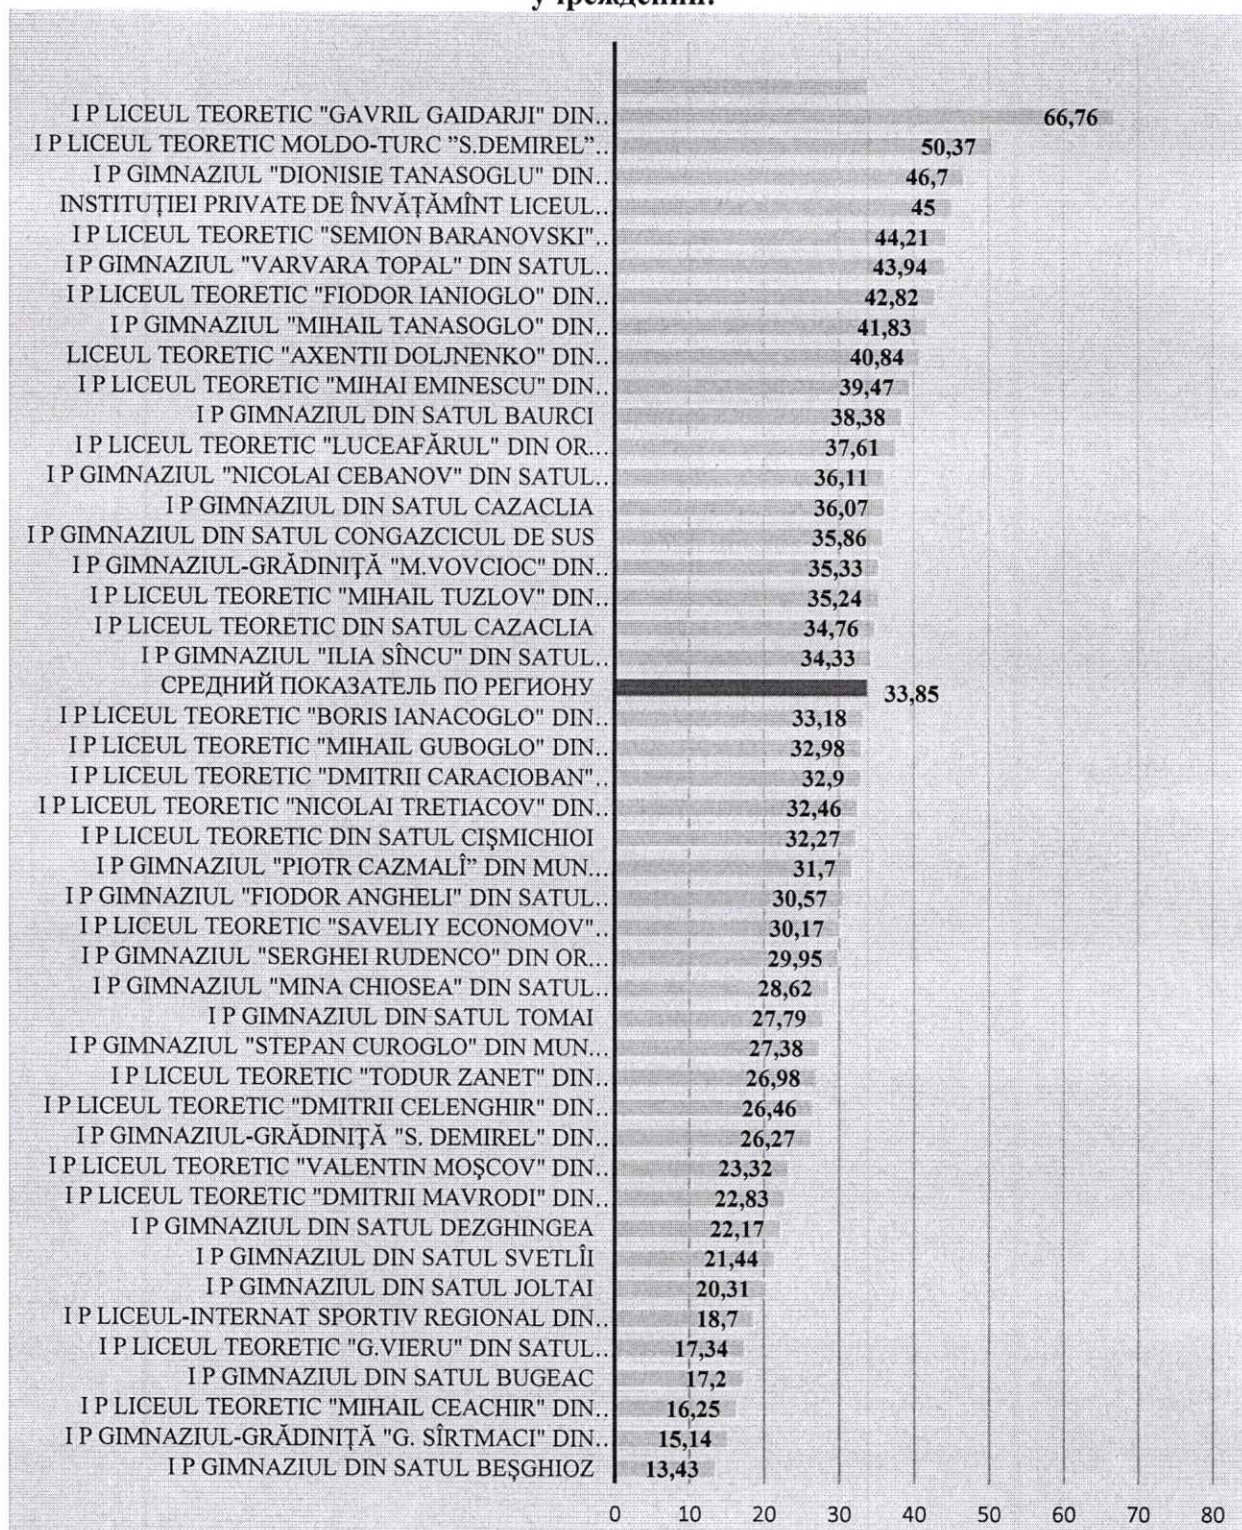 учреждений:
I P LICEUL TEORETIC "GAVRIL GAIDARJI" DIN.. 66,76
I P LICEUL TEORETIC MOLDO-TURC ”S.DEMIREL”.. 50,37
I P GIMNAZIUL "DIONISIE TANASOGLU" DIN.. 46,7
INSTITUȚIEI PRIVATE DE ÎNVĂȚĂMÎNT LICEUL.. 45
I P LICEUL TEORETIC "SEMION BARANOVSKI".. 44,21
I P GIMNAZIUL "VARVARA TOPAL" DIN SATUL.. 43,94
I P LICEUL TEORETIC "FIODOR IANIOGLO" DIN.. 42,82
I P GIMNAZIUL "MIHAIL TANASOGLO" DIN.. 41,83
LICEUL TEORETIC "AXENTII DOLJNENKO" DIN.. 40,84
I P LICEUL TEORETIC "MIHAI EMINESCU" DIN.. 39,47
I P GIMNAZIUL DIN SATUL BAURCI 38,38
I P LICEUL TEORETIC "LUCEAFĂRUL" DIN OR... 37,61
I P GIMNAZIUL "NICOLAI CEBANOV" DIN SATUL.. 36,11
I P GIMNAZIUL DIN SATUL CAZACLIA 36,07
I P GIMNAZIUL DIN SATUL CONGAZCICUL DE SUS 35,86
I P GIMNAZIUL-GRĂDINIȚĂ "M.VOVCIOC" DIN.. 35,33
I P LICEUL TEORETIC "MIHAIL TUZLOV" DIN.. 35,24
I P LICEUL TEORETIC DIN SATUL CAZACLIA 34,76
I P GIMNAZIUL "ILIA SÎNCU" DIN SATUL.. 34,33
СРЕДНИЙ ПОКАЗАТЕЛЬ ПО РЕГИОНУ 33,85
I P LICEUL TEORETIC "BORIS IANACOGLO" DIN.. 33,18
I P LICEUL TEORETIC "MIHAIL GUBOGLO" DIN.. 32,98
I P LICEUL TEORETIC "DMITRII CARACIOBAN".. 32,9
I P LICEUL TEORETIC "NICOLAI TRETIACOV" DIN.. 32,46
I P LICEUL TEORETIC DIN SATUL CIȘMICHIOI 32,27
I P GIMNAZIUL "PIOTR CAZMALÎ” DIN MUN... 31,7
I P GIMNAZIUL "FIODOR ANGHELI" DIN SATUL.. 30,57
I P LICEUL TEORETIC "SAVELIY ECONOMOV".. 30,17
I P GIMNAZIUL "SERGHEI RUDENCO" DIN OR... 29,95
I P GIMNAZIUL "MINA CHIOSEA" DIN SATUL.. 28,62
I P GIMNAZIUL DIN SATUL TOMAI 27,79
I P GIMNAZIUL "STEPAN CUROGLO" DIN MUN... 27,38
I P LICEUL TEORETIC "TODUR ZANET" DIN.. 26,98
I P LICEUL TEORETIC "DMITRII CELENGHIR" DIN.. 26,46
I P GIMNAZIUL-GRĂDINIȚĂ "S. DEMIREL" DIN.. 26,27
I P LICEUL TEORETIC "VALENTIN MOȘCOV" DIN.. 23,32
I P LICEUL TEORETIC "DMITRII MAVRODI" DIN.. 22,83
I P GIMNAZIUL DIN SATUL DEZGHINGEA 22,17
I P GIMNAZIUL DIN SATUL SVETLÎI 21,44
I P GIMNAZIUL DIN SATUL JOLTAI 20,31
I P LICEUL-INTERNAT SPORTIV REGIONAL DIN.. 18,7
I P LICEUL TEORETIC "G.VIERU" DIN SATUL.. 17,34
I P GIMNAZIUL DIN SATUL BUGEAC 17,2
I P LICEUL TEORETIC "MIHAIL CEACHIR" DIN.. 16,25
I P GIMNAZIUL-GRĂDINIȚĂ "G. SÎRTMACI" DIN.. 15,14
I P GIMNAZIUL DIN SATUL BEȘGHIOZ 13,43
0 10 20 30 40 50 60 70 80